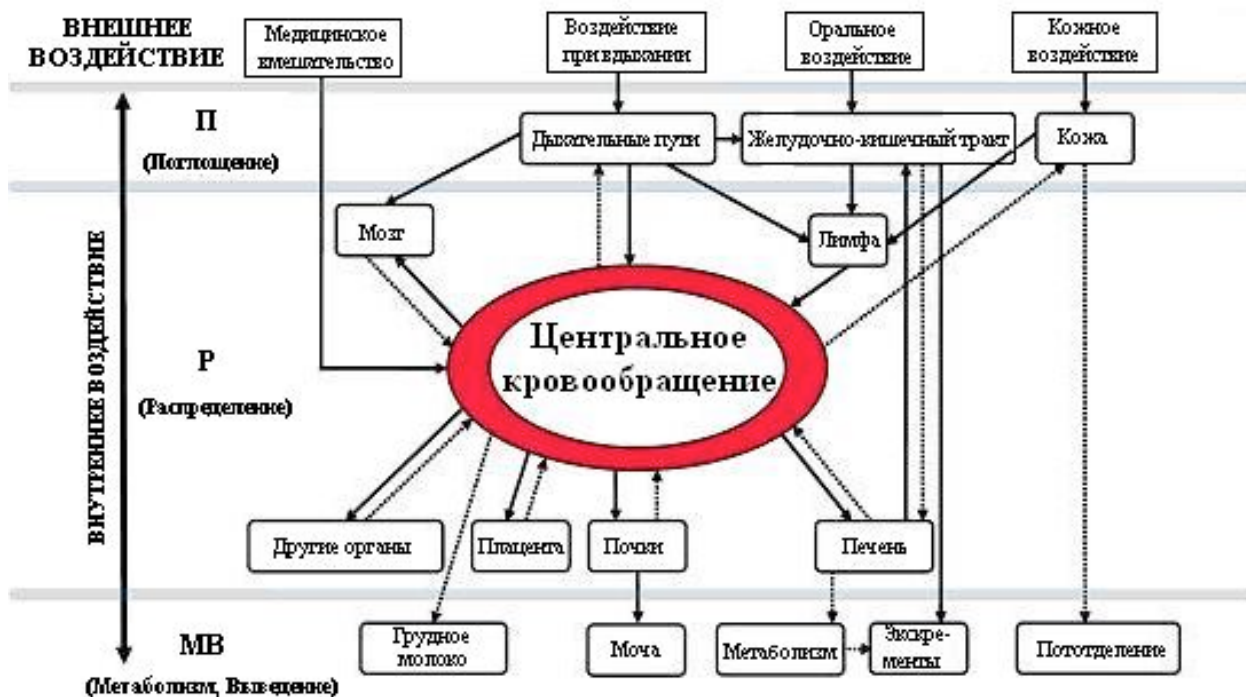 ВНЕШНЕЕ
ВОЗДЕЙСТВИЕ
Медицинское
вмешательство
Воздействие
при вдыхании
Оральное
воздействие
Кожное
воздействие
П
(Поглощение)
Дыхательные пути
Желудочно-кишечный тракт
Кожа
Мозг
Лимфа
ВНУТРЕННЕЕ ВОЗДЕЙСТВИЕ
Р
(Распределение)
Центральное
кровообращение
Другие органы
Плацента
Почки
Печень
МВ
(Метаболизм, Выведение)
Грудное
молоко
Моча
Метаболизм
Экскре-
менты
Пототделение